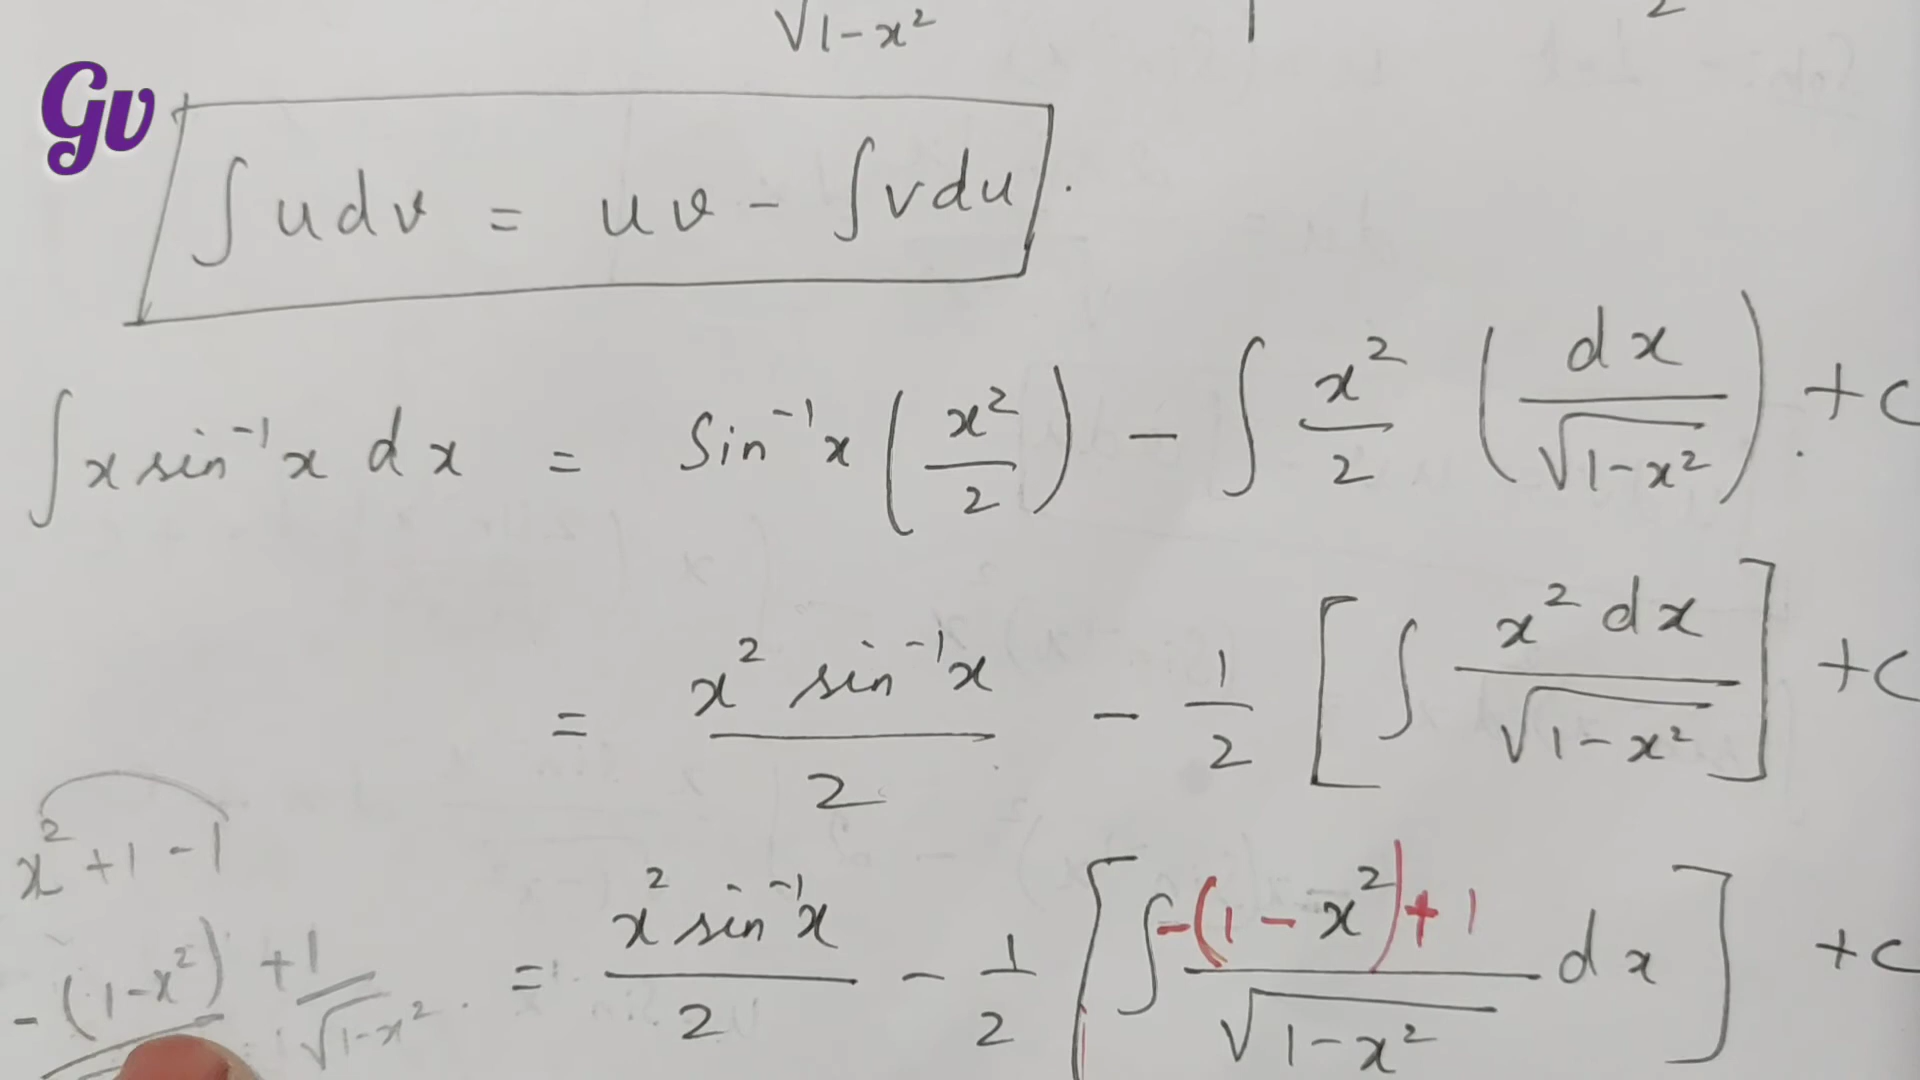 √1-x²
2
Gv
∫udv = uv - ∫vdu .
∫x sin⁻¹x dx = Sin⁻¹x (x²/2) - ∫ x²/2 (dx/√1-x²) . +C
= x² sin⁻¹x/2 - 1/2 [∫ x² dx/√1-x²] +C
x²+1-1
= x² sin⁻¹x/2 - 1/2 [∫ -(1-x²)+1/√1-x² dx] +C
-(1-x²) +1/√1-x²